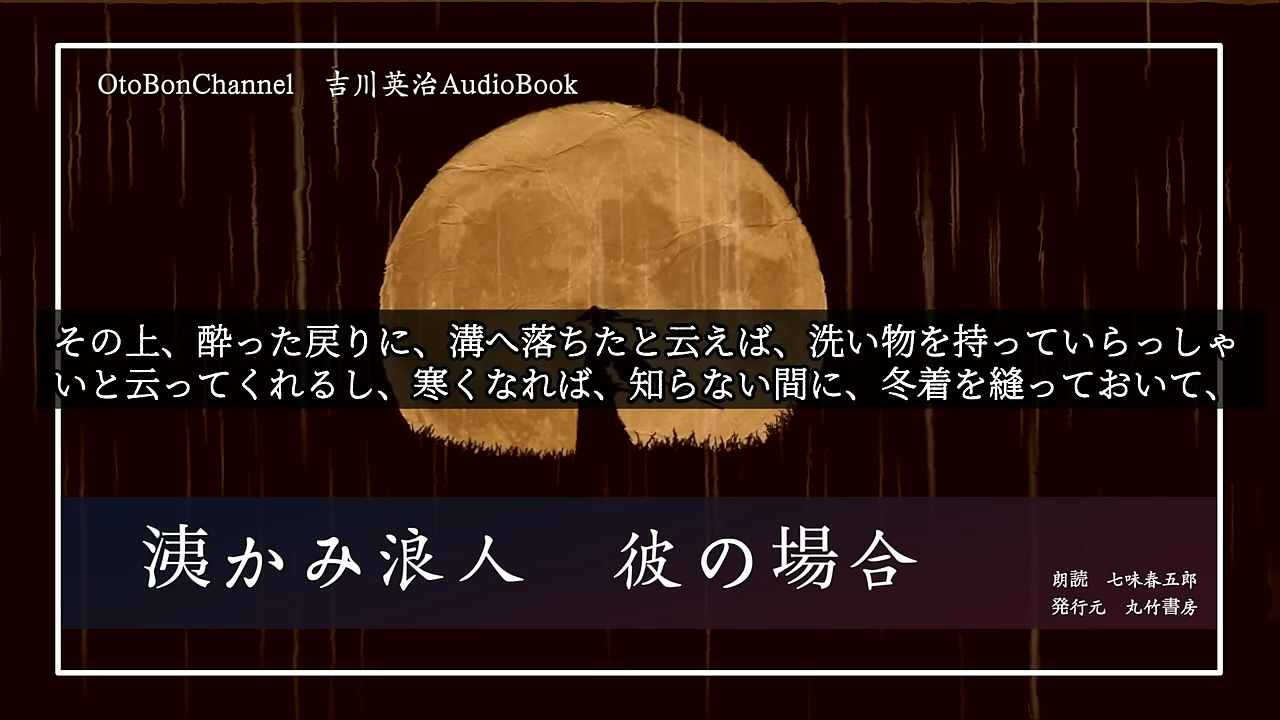 OtoBonChannel　吉川英治AudioBook
その上、酔った戻りに、溝へ落ちたと云えば、洗い物を持っていらっしゃ
いと云ってくれるし、寒くなれば、知らない間に、冬着を縫っておいて、
洟かみ浪人　彼の場合
朗読　七味春五郎
発行元　丸竹書房